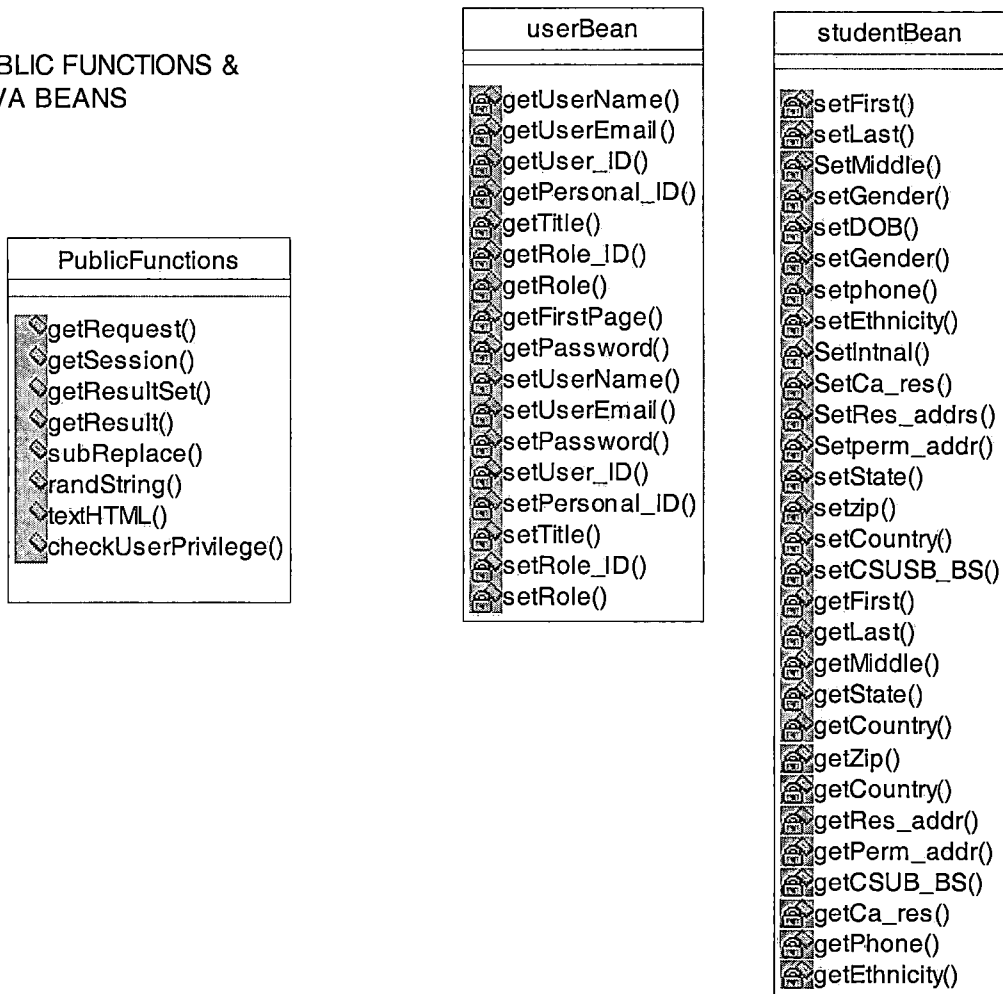 BLIC FUNCTIONS &
VA BEANS
PublicFunctions
getRequest()
getSession()
getResultSet()
getResult()
subReplace()
randString()
textHTML()
checkUserPrivilege()
userBean
getUserName()
getUserEmail()
getUser_ID()
getPersonal_ID()
getTitle()
getRole_ID()
getRole()
getFirstPage()
getPassword()
setUserName()
setUserEmail()
setPassword()
setUser_ID()
setPersonal_ID()
setTitle()
setRole_ID()
setRole()
studentBean
setFirst()
setLast()
SetMiddle()
setGender()
setDOB()
setGender()
setphone()
setEthnicity()
SetIntnal()
SetCa_res()
SetRes_addrs()
Setperm_addr()
setState()
setzip()
setCountry()
setCSUSB_BS()
getFirst()
getLast()
getMiddle()
getState()
getCountry()
getZip()
getCountry()
getRes_addr()
getPerm_addr()
getCSUB_BS()
getCa_res()
getPhone()
getEthnicity()